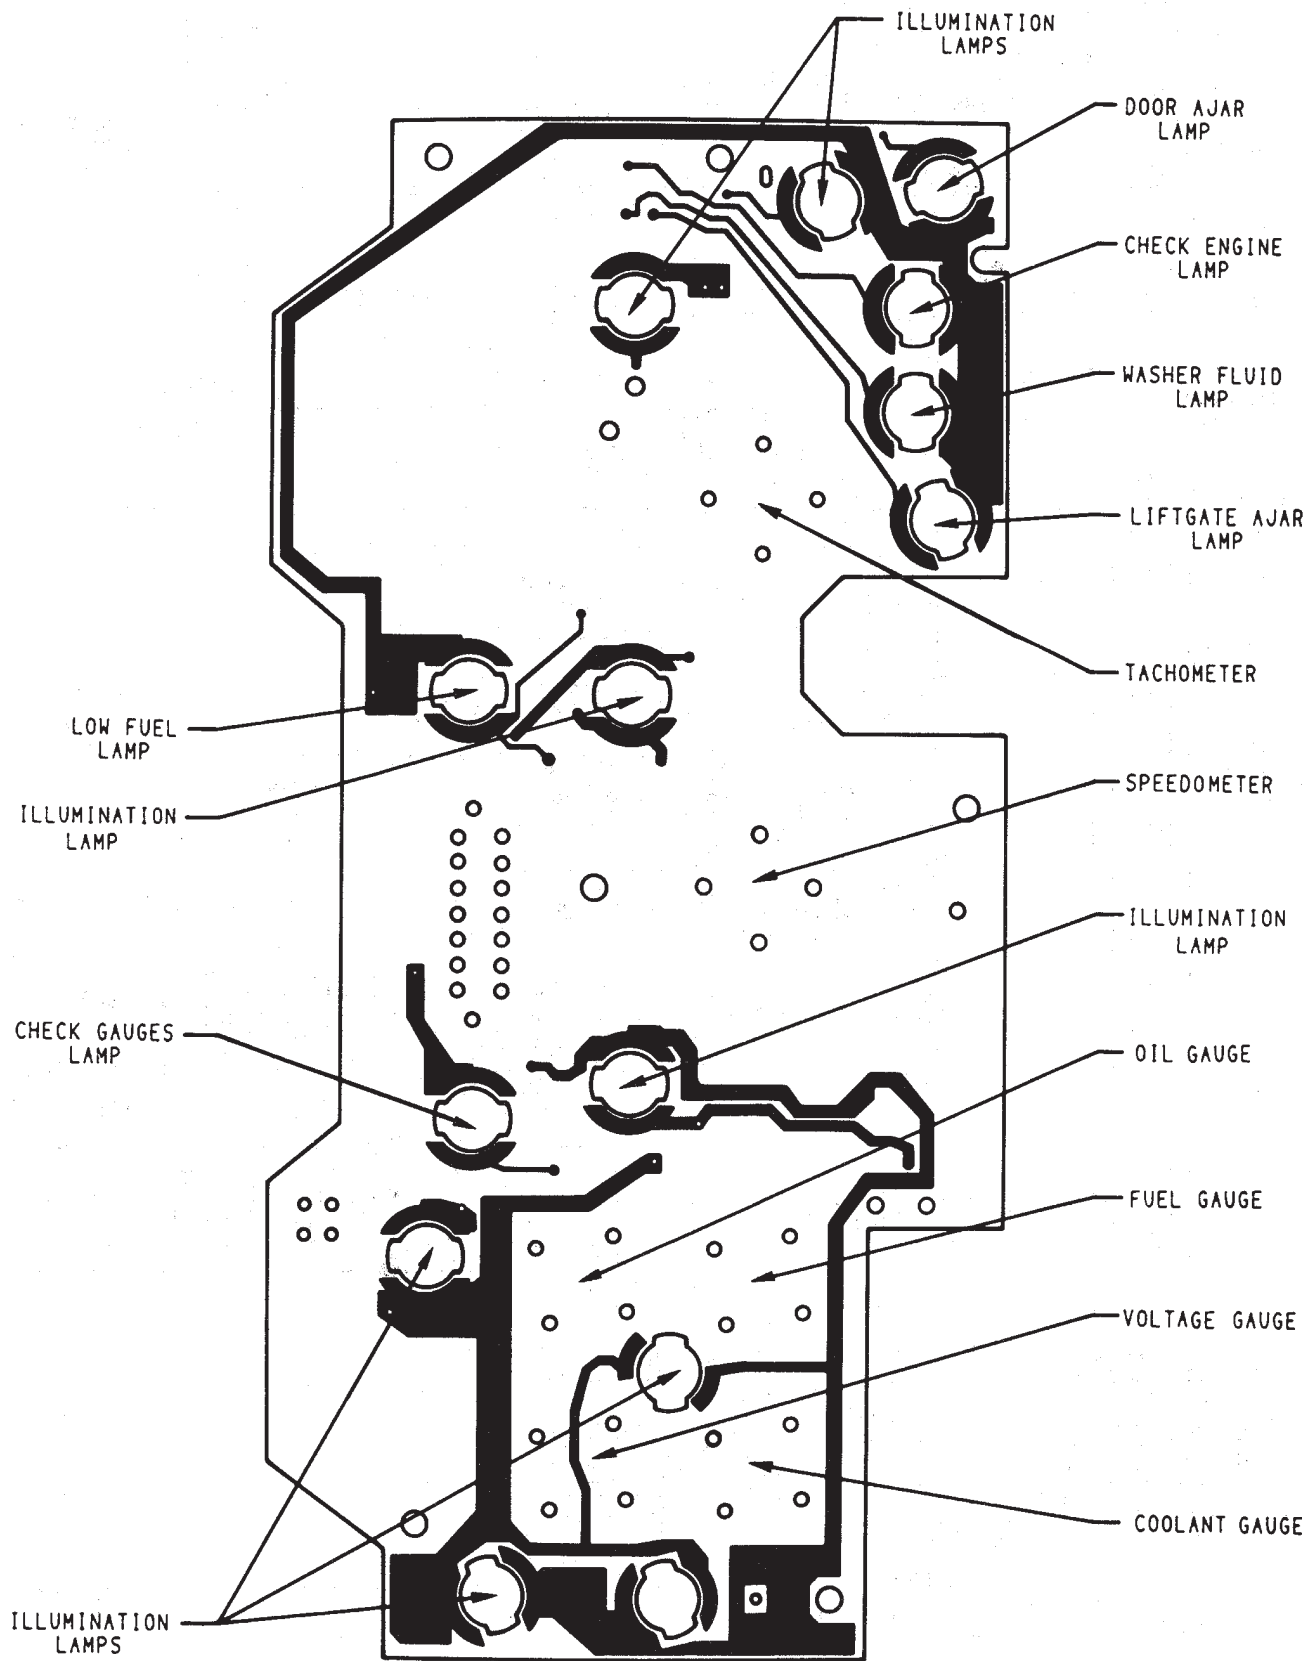 ILLUMINATION
LAMPS
DOOR AJAR
LAMP
CHECK ENGINE
LAMP
WASHER FLUID
LAMP
LIFTGATE AJAR
LAMP
TACHOMETER
LOW FUEL
LAMP
SPEEDOMETER
ILLUMINATION
LAMP
ILLUMINATION
LAMP
CHECK GAUGES
LAMP
OIL GAUGE
FUEL GAUGE
VOLTAGE GAUGE
COOLANT GAUGE
ILLUMINATION
LAMPS